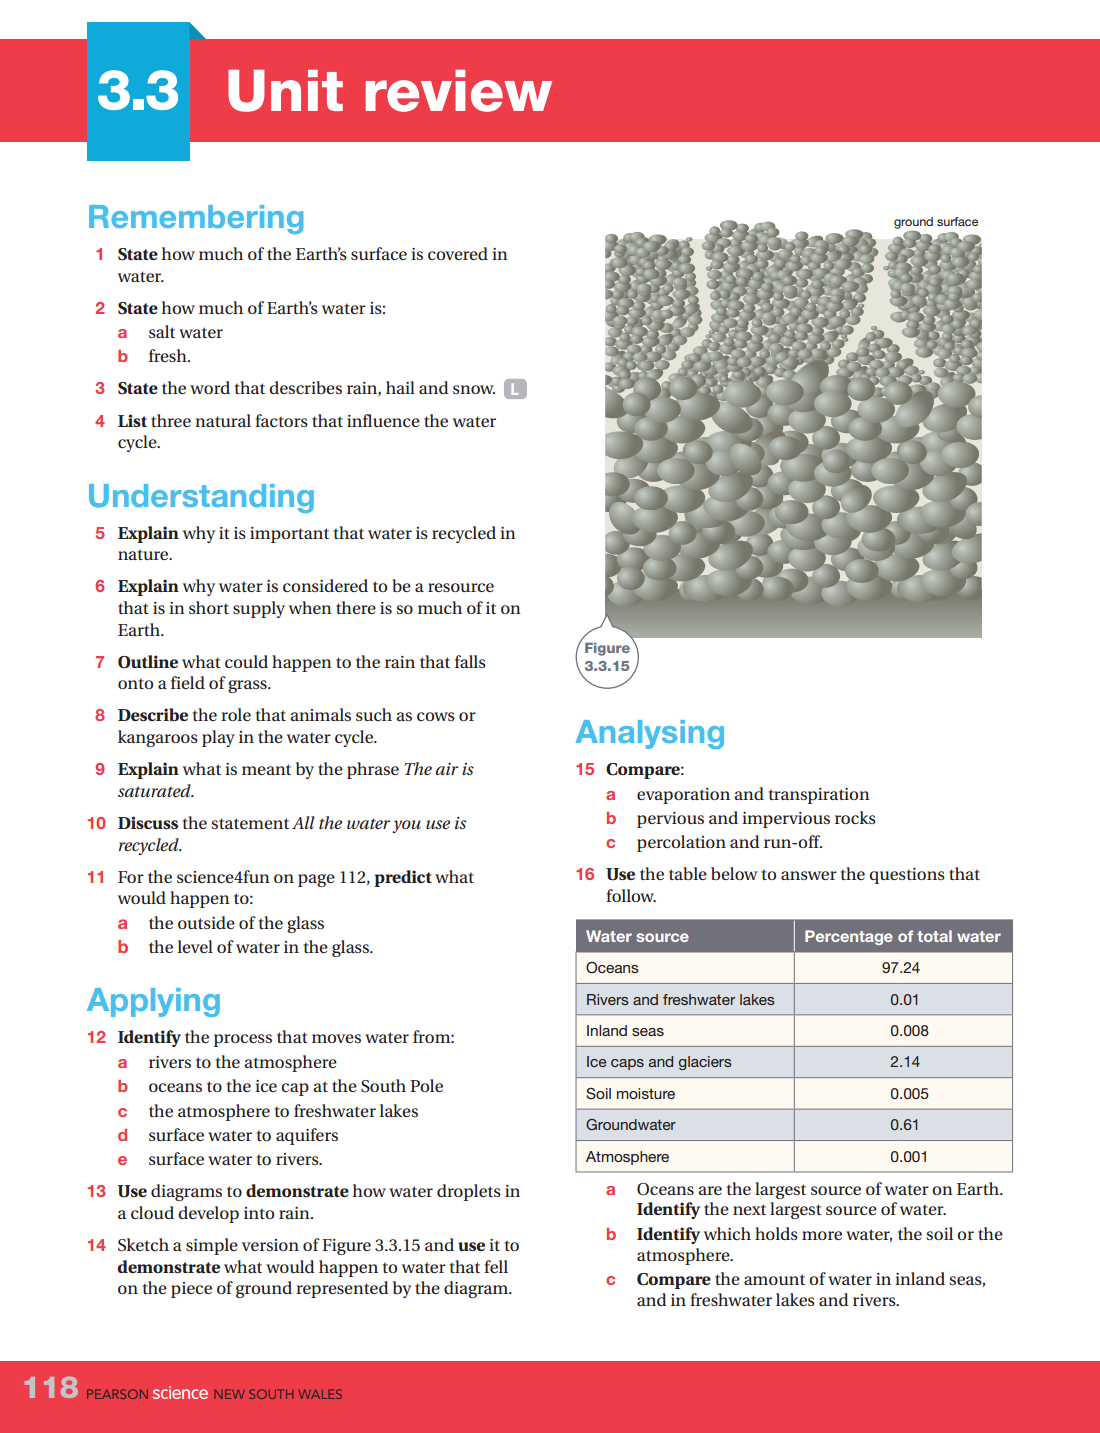 3.3 Unit review
Remembering
1 State how much of the Earth's surface is covered in
water.
2 State how much of Earth's water is:
a salt water
b fresh.
3 State the word that describes rain, hail and snow. L
4 List three natural factors that influence the water
cycle.
Understanding
5 Explain why it is important that water is recycled in
nature.
6 Explain why water is considered to be a resource
that is in short supply when there is so much of it on
Earth.
7 Outline what could happen to the rain that falls
onto a field of grass.
8 Describe the role that animals such as cows or
kangaroos play in the water cycle.
9 Explain what is meant by the phrase The air is
saturated.
10 Discuss the statement All the water you use is
recycled.
11 For the science4fun on page 112, predict what
would happen to:
a the outside of the glass
b the level of water in the glass.
Applying
12 Identify the process that moves water from:
a rivers to the atmosphere
b oceans to the ice cap at the South Pole
c the atmosphere to freshwater lakes
d surface water to aquifers
e surface water to rivers.
13 Use diagrams to demonstrate how water droplets in
a cloud develop into rain.
14 Sketch a simple version of Figure 3.3.15 and use it to
demonstrate what would happen to water that fell
on the piece of ground represented by the diagram.
ground surface
Figure
3.3.15
Analysing
15 Compare:
a evaporation and transpiration
b pervious and impervious rocks
c percolation and run-off.
16 Use the table below to answer the questions that
follow.
Water source Percentage of total water
Oceans 97.24
Rivers and freshwater lakes 0.01
Inland seas 0.008
Ice caps and glaciers 2.14
Soil moisture 0.005
Groundwater 0.61
Atmosphere 0.001
a Oceans are the largest source of water on Earth.
Identify the next largest source of water.
b Identify which holds more water, the soil or the
atmosphere.
c Compare the amount of water in inland seas,
and in freshwater lakes and rivers.
118 PEARSON science NEW SOUTH WALES